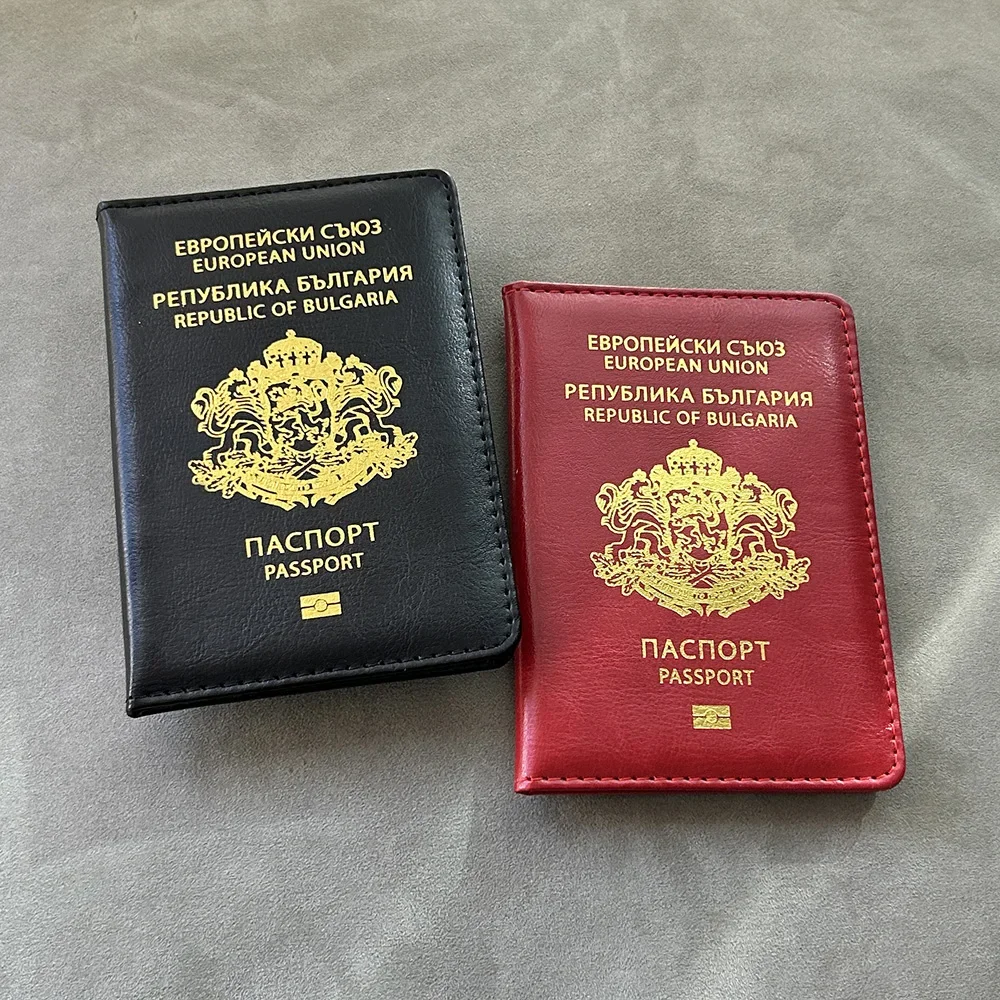 ЕВРОПЕЙСКИ СЪЮЗ
EUROPEAN UNION
РЕПУБЛИКА БЪЛГАРИЯ
REPUBLIC OF BULGARIA
ПАСПОРТ
PASSPORT
ЕВРОПЕЙСКИ СЪЮЗ
EUROPEAN UNION
РЕПУБЛИКА БЪЛГАРИЯ
REPUBLIC OF BULGARIA
ПАСПОРТ
PASSPORT